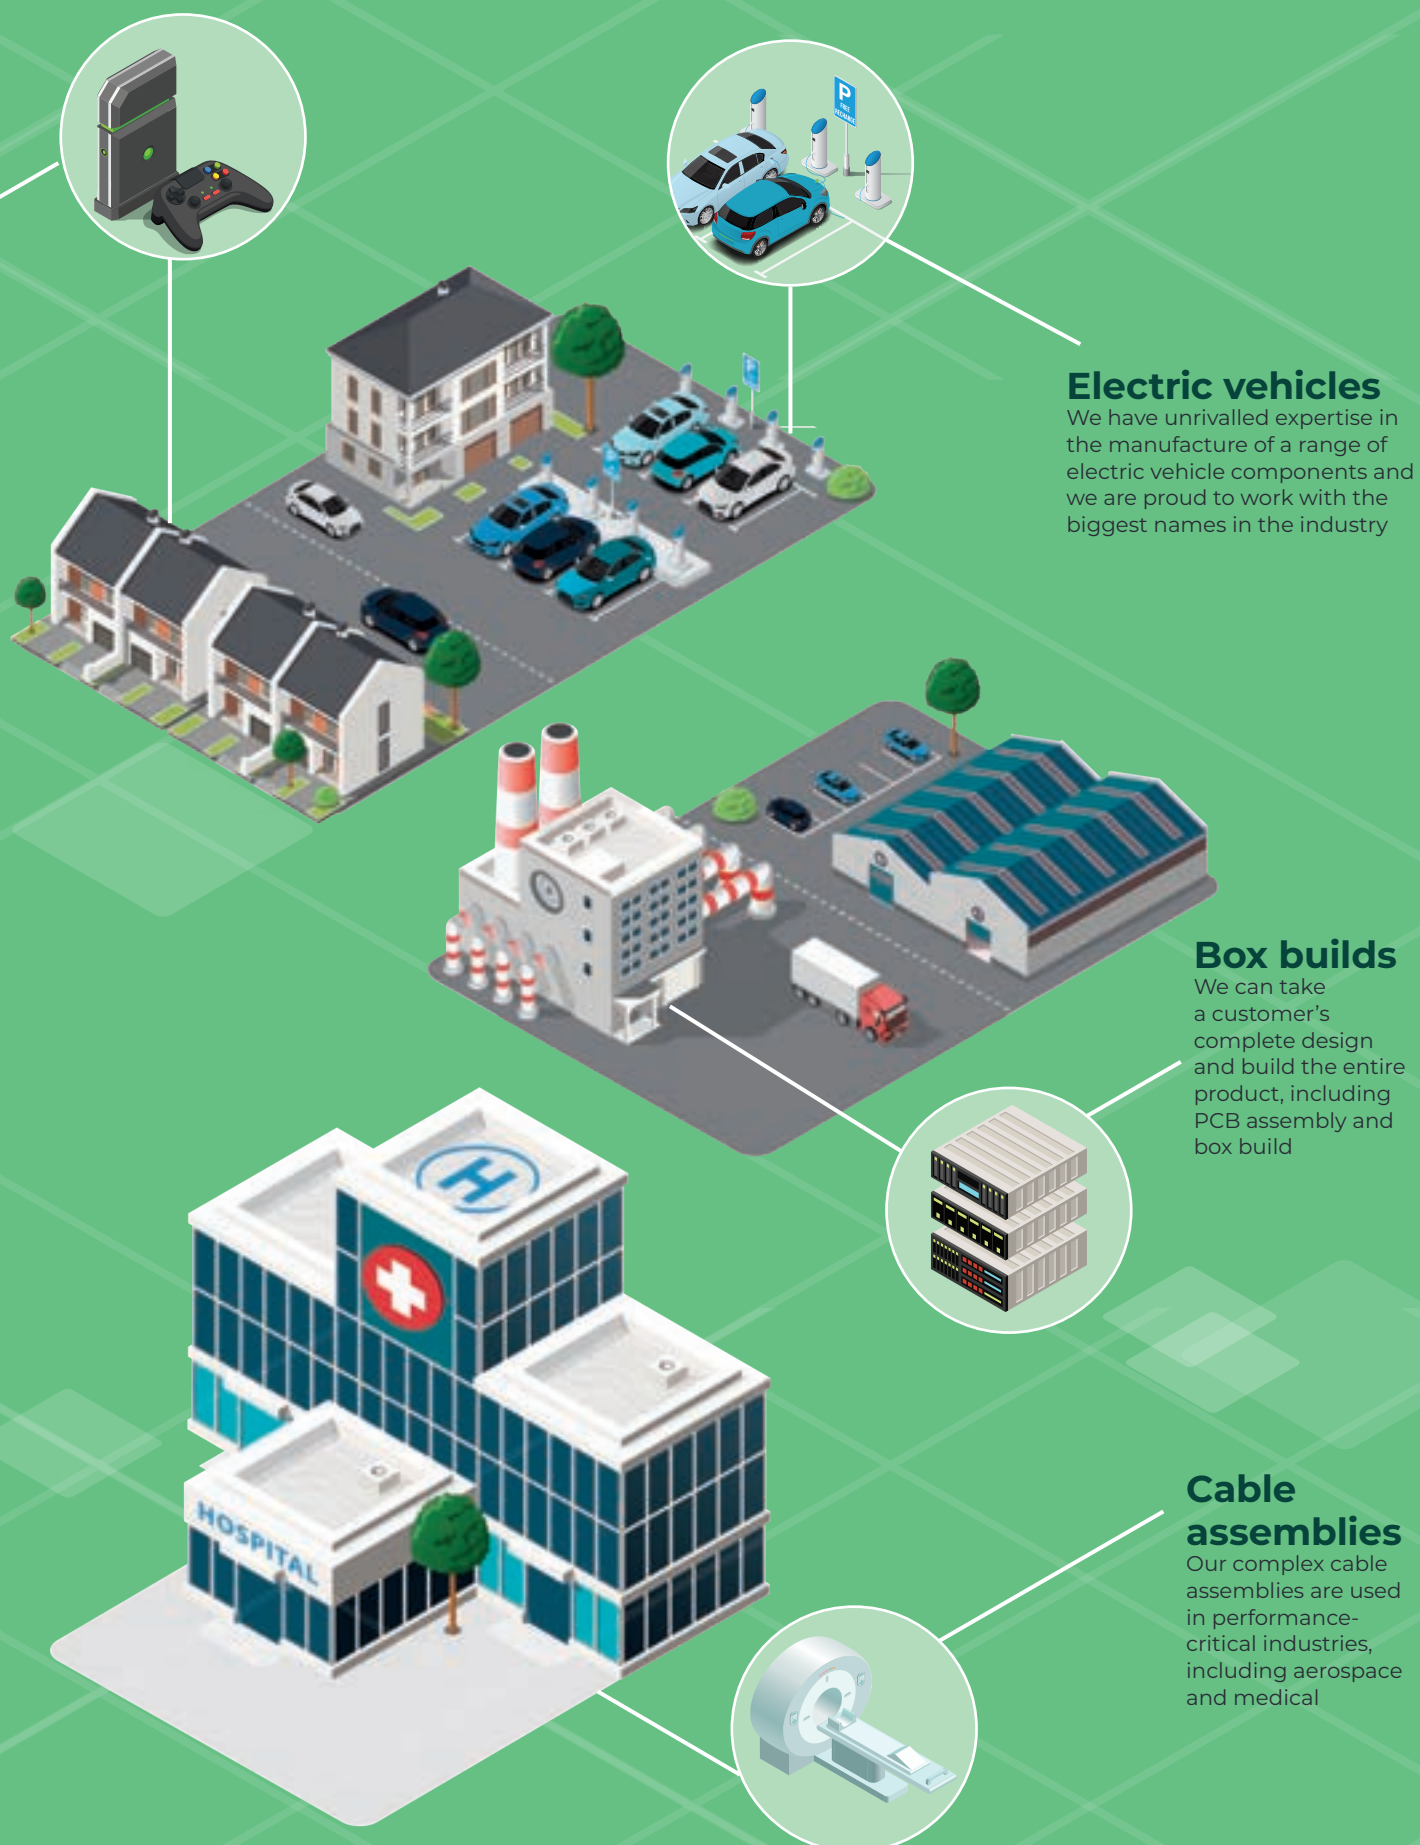 P
FREE
RECHARGE
Electric vehicles
We have unrivalled expertise in
the manufacture of a range of
electric vehicle components and
we are proud to work with the
biggest names in the industry
Box builds
We can take
a customer’s
complete design
and build the entire
product, including
PCB assembly and
box build
H
HOSPITAL
Cable
assemblies
Our complex cable
assemblies are used
in performance-
critical industries,
including aerospace
and medical